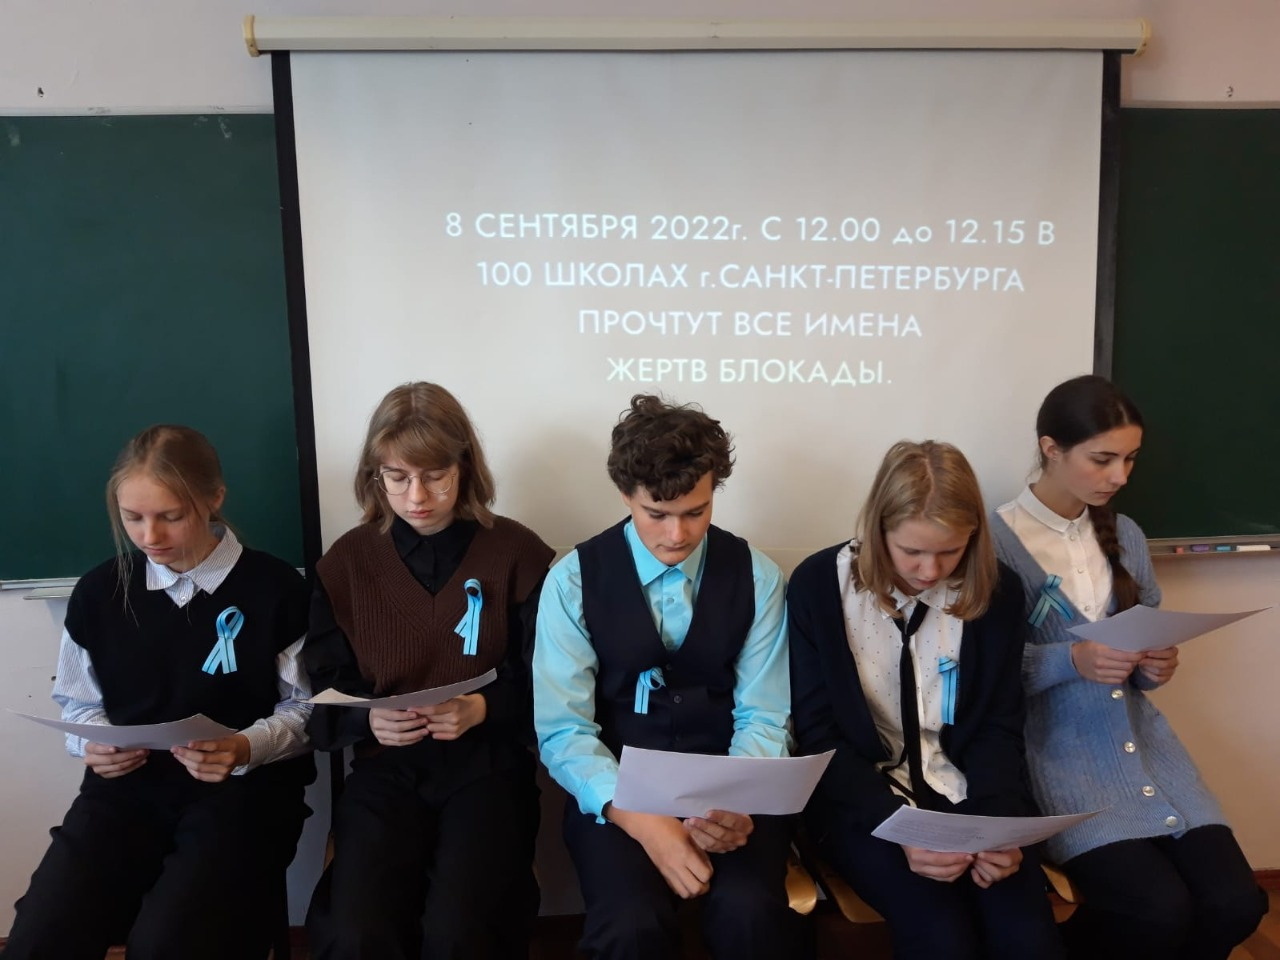 8 СЕНТЯБРЯ 2022г. С 12.00 до 12.15 В
100 ШКОЛАХ г.САНКТ-ПЕТЕРБУРГА
ПРОЧТУТ ВСЕ ИМЕНА
ЖЕРТВ БЛОКАДЫ.